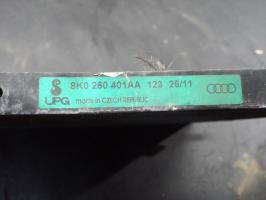 8K0 260 401AA 123 26/11
UPG made in CZECH REPUBLIC